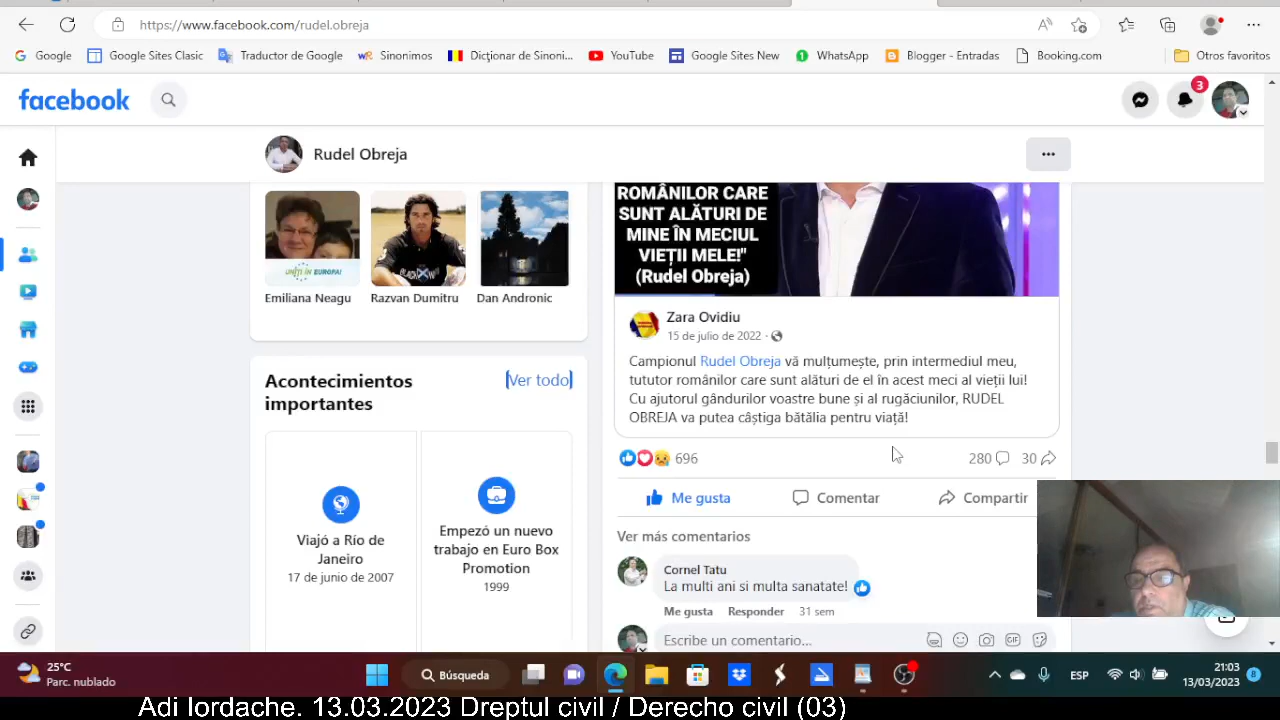 https://www.facebook.com/rudel.obreja
Google
Google Sites Clasic
Traductor de Google
Sinonimos
Dicţionar de Sinoni...
YouTube
Google Sites New
WhatsApp
Blogger - Entradas
Booking.com
Otros favoritos
facebook
3
Rudel Obreja
UNIȚI ÎN EUROPA!
Emiliana Neagu
Razvan Dumitru
Dan Andronic
Acontecimientos importantes
Ver todo
Viajó a Río de Janeiro
17 de junio de 2007
Empezó un nuevo trabajo en Euro Box Promotion
1999
ROMÂNILOR CARE
SUNT ALĂTURI DE
MINE ÎN MECIUL
VIEȚII MELE!"
(Rudel Obreja)
Zara Ovidiu
15 de julio de 2022 ·
Campionul Rudel Obreja vă mulțumește, prin intermediul meu,
tututor românilor care sunt alături de el în acest meci al vieții lui!
Cu ajutorul gândurilor voastre bune și al rugăciunilor, RUDEL
OBREJA va putea câștiga bătălia pentru viață!
696
280
30
Me gusta
Comentar
Compartir
Ver más comentarios
Cornel Tatu
La multi ani si multa sanatate!
Me gusta Responder 31 sem
Escribe un comentario...
GIF
25°C
Parc. nublado
Búsqueda
ESP
21:03
13/03/2023
8
Adi Iordache. 13.03.2023 Dreptul civil / Derecho civil (03)